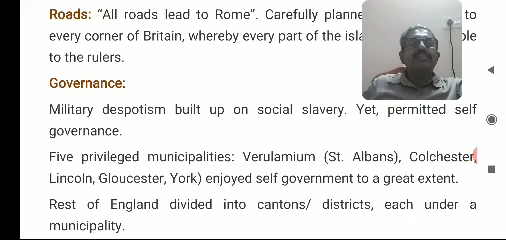 Roads: “All roads lead to Rome”. Carefully planne to
every corner of Britain, whereby every part of the isla ple
to the rulers.
Governance:
Military despotism built up on social slavery. Yet, permitted self
governance.
Five privileged municipalities: Verulamium (St. Albans), Colchester,
Lincoln, Gloucester, York) enjoyed self government to a great extent.
Rest of England divided into cantons/ districts, each under a
municipality.